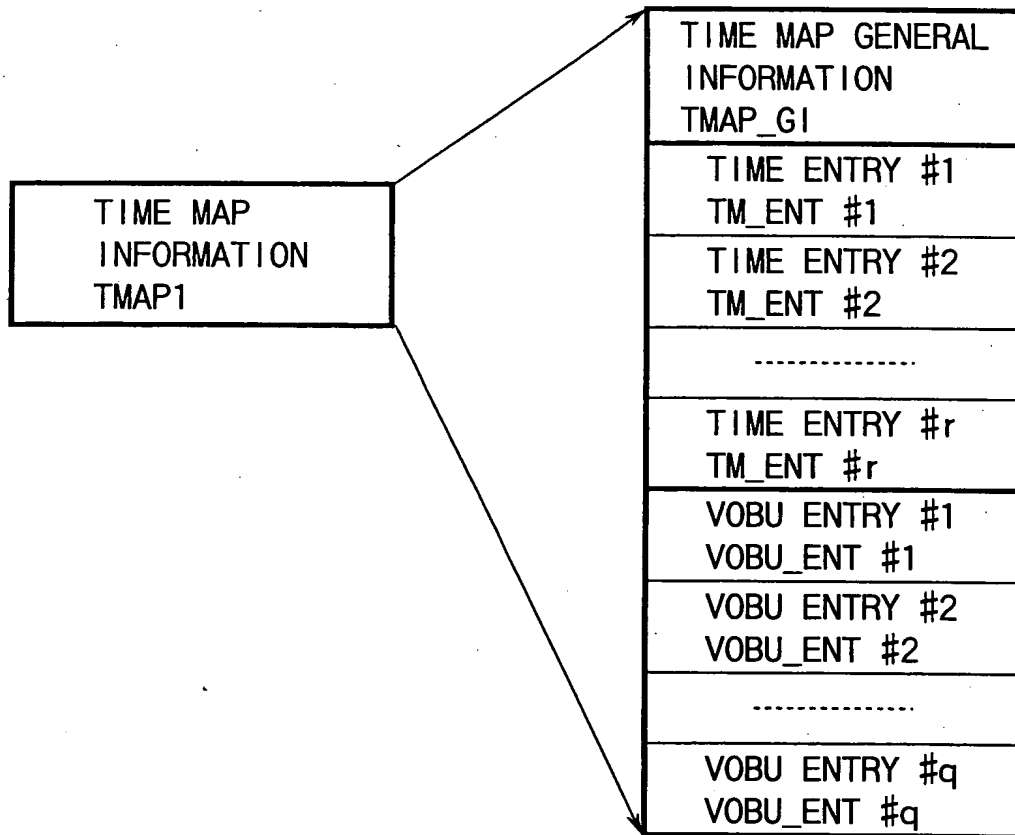 TIME MAP
INFORMATION
TMAP1
TIME MAP GENERAL
INFORMATION
TMAP_GI
TIME ENTRY #1
TM_ENT #1
TIME ENTRY #2
TM_ENT #2
TIME ENTRY #r
TM_ENT #r
VOBU ENTRY #1
VOBU_ENT #1
VOBU ENTRY #2
VOBU_ENT #2
VOBU ENTRY #q
VOBU_ENT #q